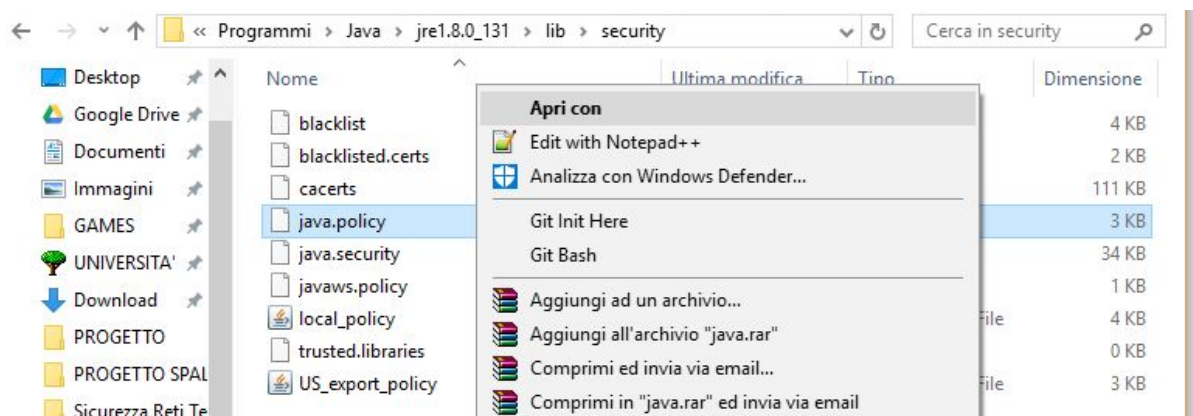 « Programmi › Java › jre1.8.0_131 › lib › security
Cerca in security
Desktop
Google Drive
Documenti
Immagini
GAMES
UNIVERSITA'
Download
PROGETTO
PROGETTO SPAL
Sicurezza Reti Te
Nome Ultima modifica Tipo Dimensione
blacklist 4 KB
blacklisted.certs 2 KB
cacerts 111 KB
java.policy 3 KB
java.security 34 KB
javaws.policy 1 KB
local_policy File 4 KB
trusted.libraries 0 KB
US_export_policy File 3 KB
Apri con
Edit with Notepad++
Analizza con Windows Defender...
Git Init Here
Git Bash
Aggiungi ad un archivio...
Aggiungi all'archivio "java.rar"
Comprimi ed invia via email...
Comprimi in "java.rar" ed invia via email